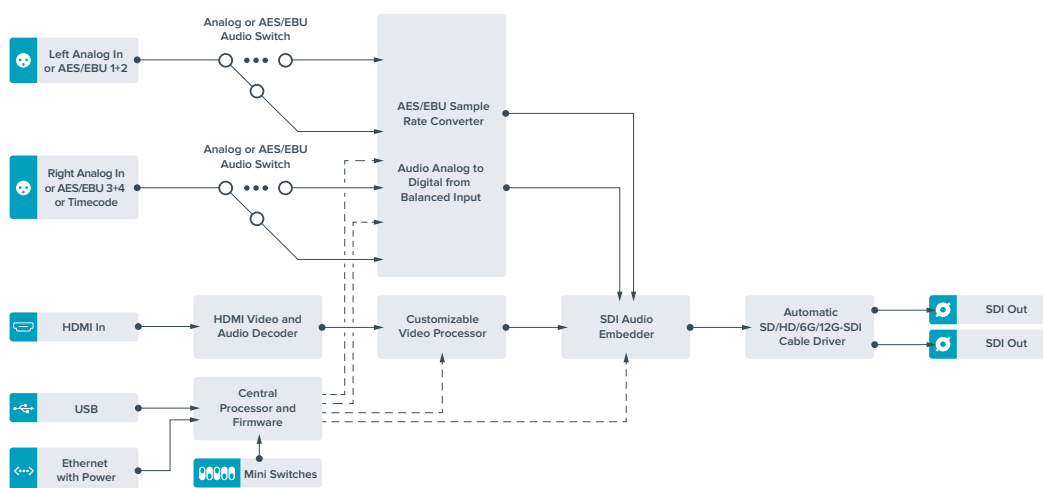 Analog or AES/EBU
Audio Switch
Left Analog In
or AES/EBU 1+2
AES/EBU Sample
Rate Converter
Analog or AES/EBU
Audio Switch
Right Analog In
or AES/EBU 3+4
or Timecode
Audio Analog to
Digital from
Balanced Input
HDMI In
HDMI Video and
Audio Decoder
Customizable
Video Processor
SDI Audio
Embedder
Automatic
SD/HD/6G/12G-SDI
Cable Driver
SDI Out
SDI Out
USB
Central
Processor and
Firmware
Ethernet
with Power
Mini Switches